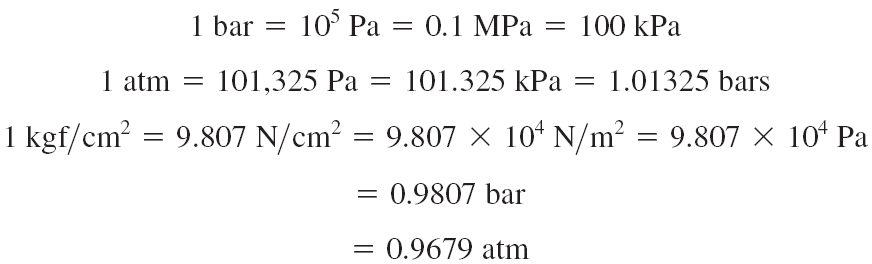 1 bar = 10⁵ Pa = 0.1 MPa = 100 kPa
1 atm = 101,325 Pa = 101.325 kPa = 1.01325 bars
1 kgf/cm² = 9.807 N/cm² = 9.807 × 10⁴ N/m² = 9.807 × 10⁴ Pa
= 0.9807 bar
= 0.9679 atm